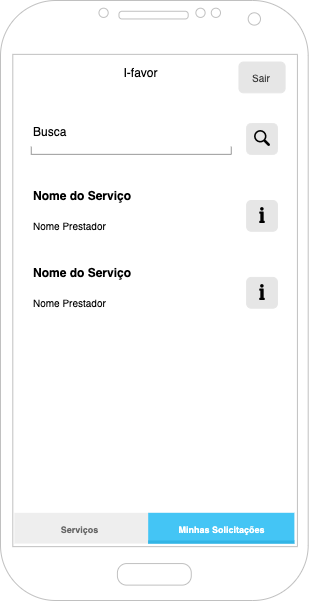 I-favor
Sair
Busca
Nome do Serviço
Nome Prestador
Nome do Serviço
Nome Prestador
Serviços
Minhas Solicitações